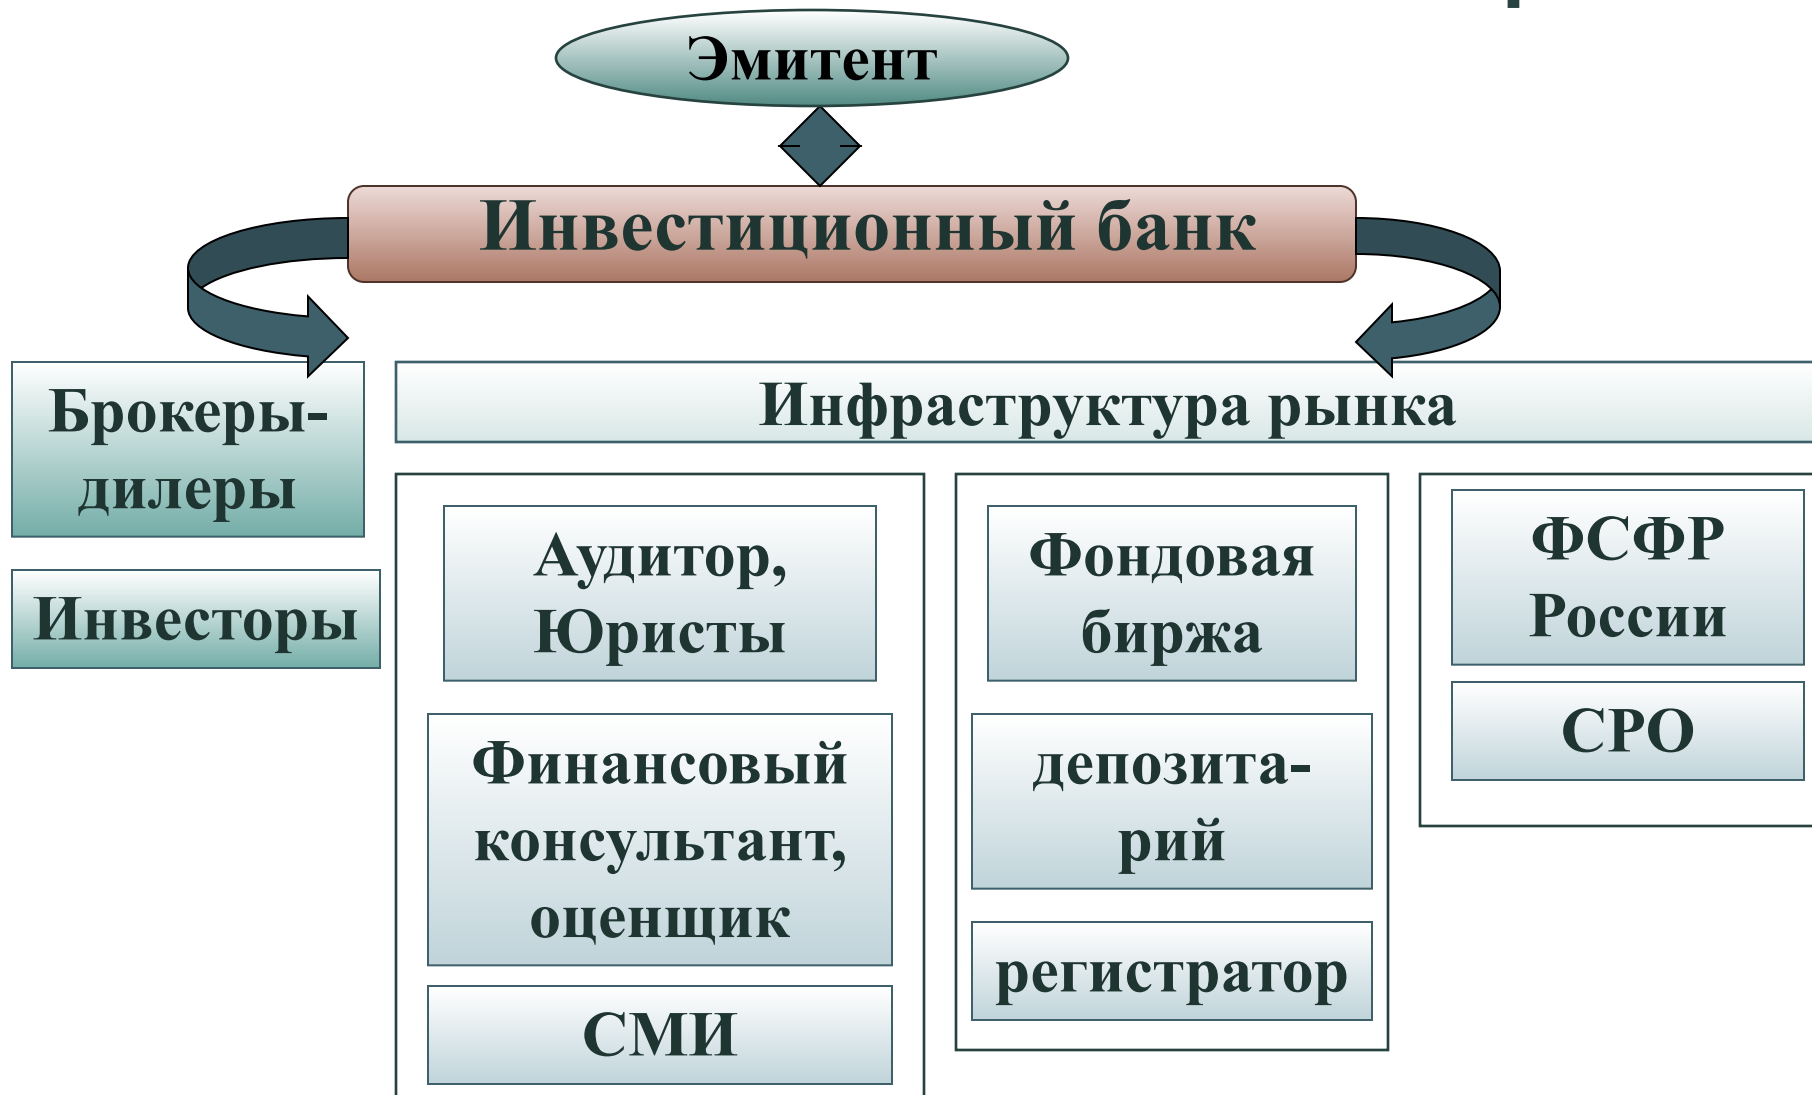 Эмитент
Инвестиционный банк
Брокеры-
дилеры
Инвесторы
Инфраструктура рынка
Аудитор,
Юристы
Финансовый
консультант,
оценщик
СМИ
Фондовая
биржа
депозита-
рий
регистратор
ФСФР
России
СРО